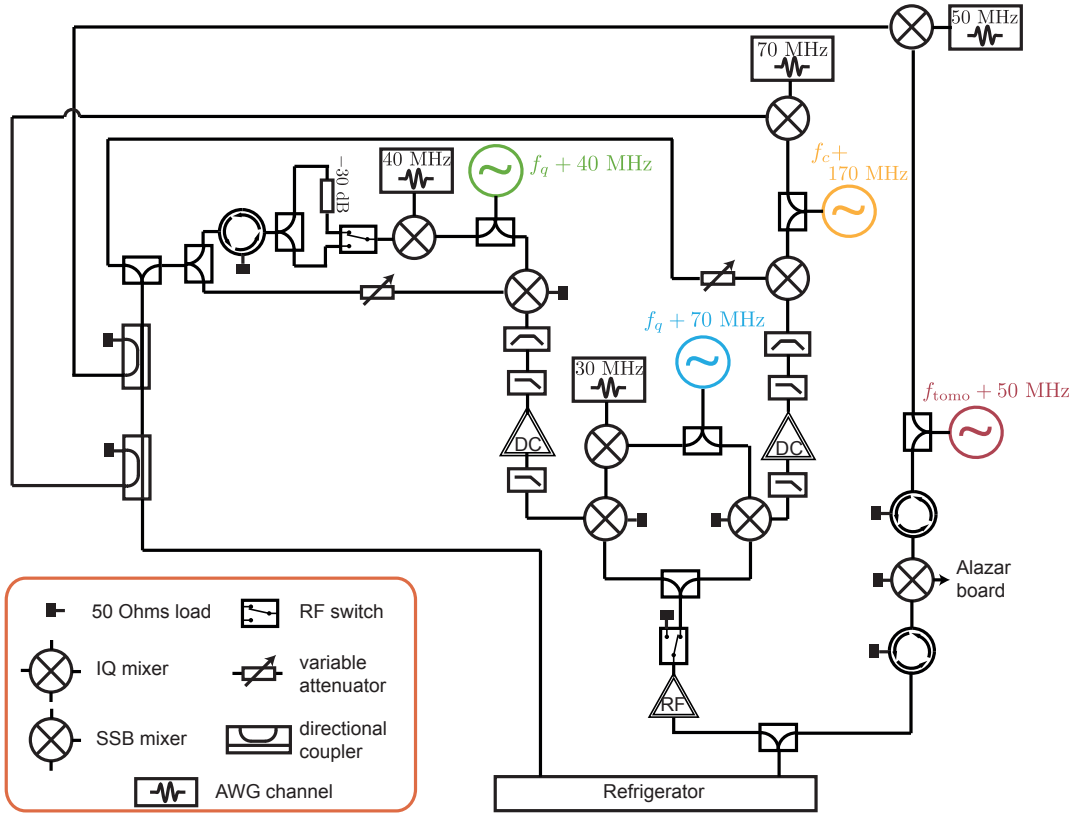 50 MHz
70 MHz
−30 dB
40 MHz
f_q + 40 MHz
f_c+
170 MHz
f_q + 70 MHz
30 MHz
f_tomo + 50 MHz
DC
DC
Alazar
board
RF
Refrigerator
50 Ohms load
RF switch
IQ mixer
variable
attenuator
SSB mixer
directional
coupler
AWG channel